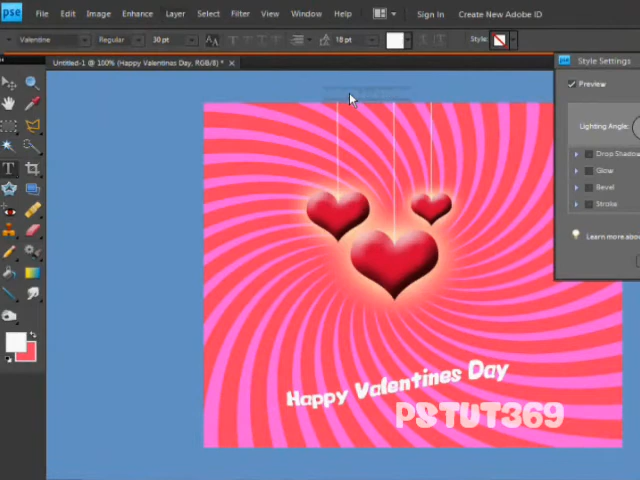 pse File Edit Image Enhance Layer Select Filter View Window Help Sign In Create New Adobe ID
Valentine Regular 30 pt 18 pt Style:
Untitled-1 @ 100% (Happy Valentines Day, RGB/8) * ×
Style Settings
Preview
Lighting Angle:
Drop Shadow
Glow
Bevel
Stroke
Learn more abou
Happy Valentines Day
PSTUT369